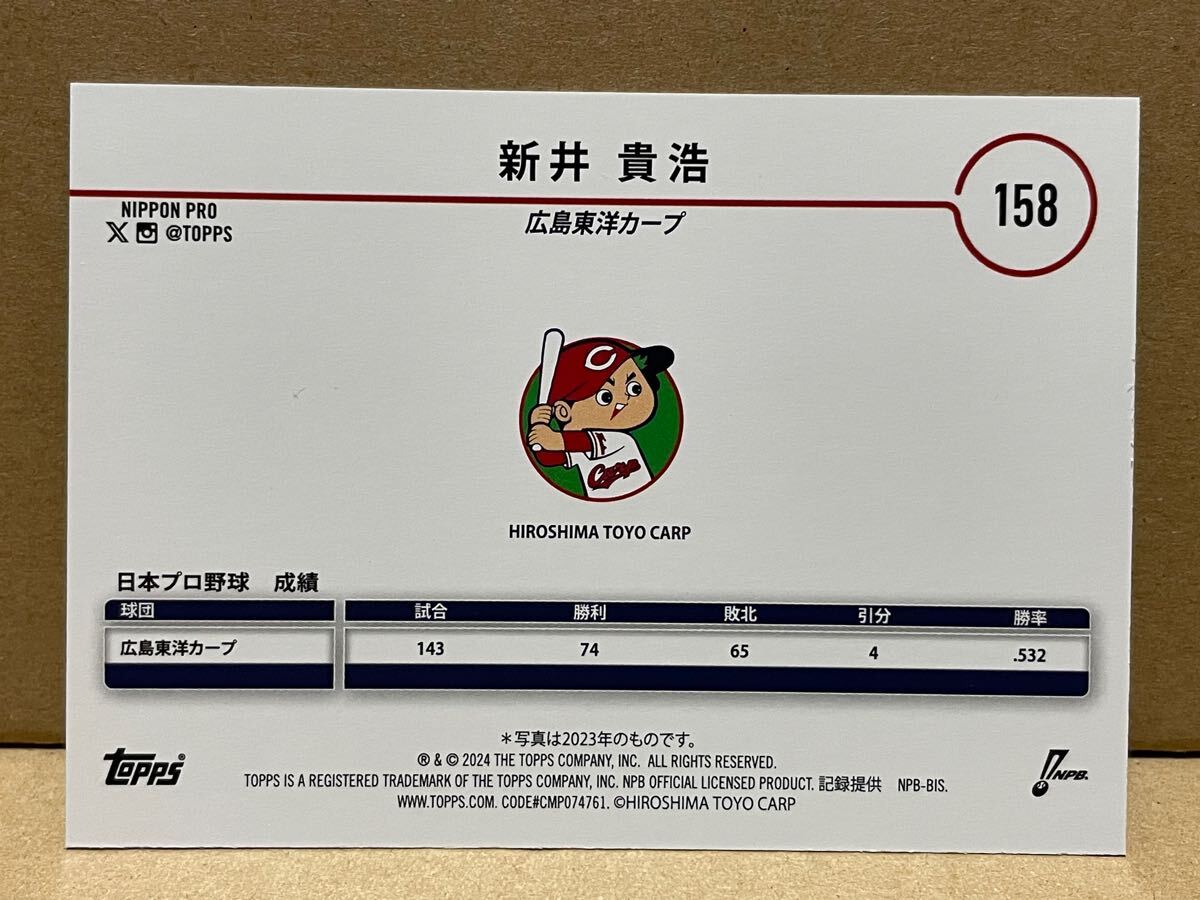 新井 貴浩
158
NIPPON PRO
@TOPPS
広島東洋カープ
C
Carp
HIROSHIMA TOYO CARP
日本プロ野球 成績
球団 試合 勝利 敗北 引分 勝率
広島東洋カープ 143 74 65 4 .532
＊写真は2023年のものです。
® & © 2024 THE TOPPS COMPANY, INC. ALL RIGHTS RESERVED.
TOPPS IS A REGISTERED TRADEMARK OF THE TOPPS COMPANY, INC. NPB OFFICIAL LICENSED PRODUCT. 記録提供 NPB-BIS.
WWW.TOPPS.COM. CODE#CMP074761. ©HIROSHIMA TOYO CARP
TOPPS®
NPB.